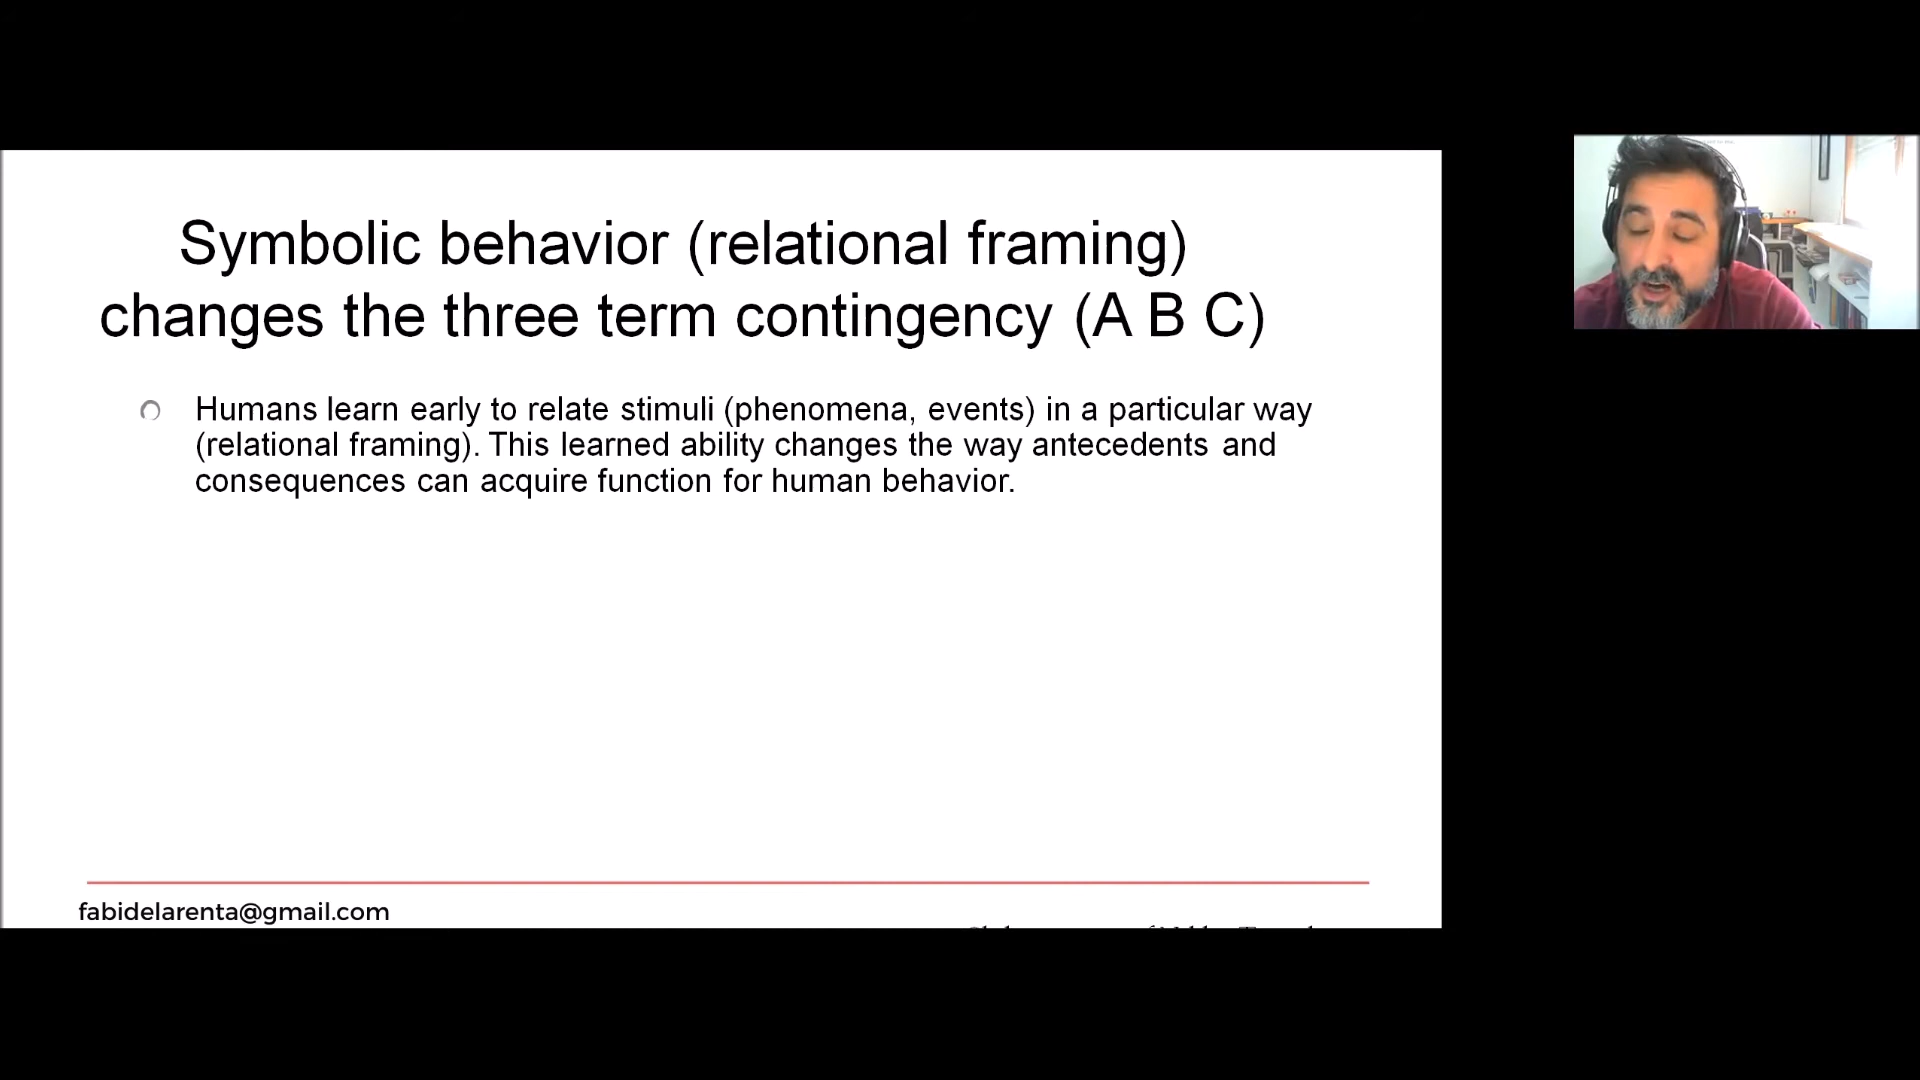 Symbolic behavior (relational framing)
changes the three term contingency (A B C)
Humans learn early to relate stimuli (phenomena, events) in a particular way
(relational framing). This learned ability changes the way antecedents and
consequences can acquire function for human behavior.
fabidelarenta@gmail.com